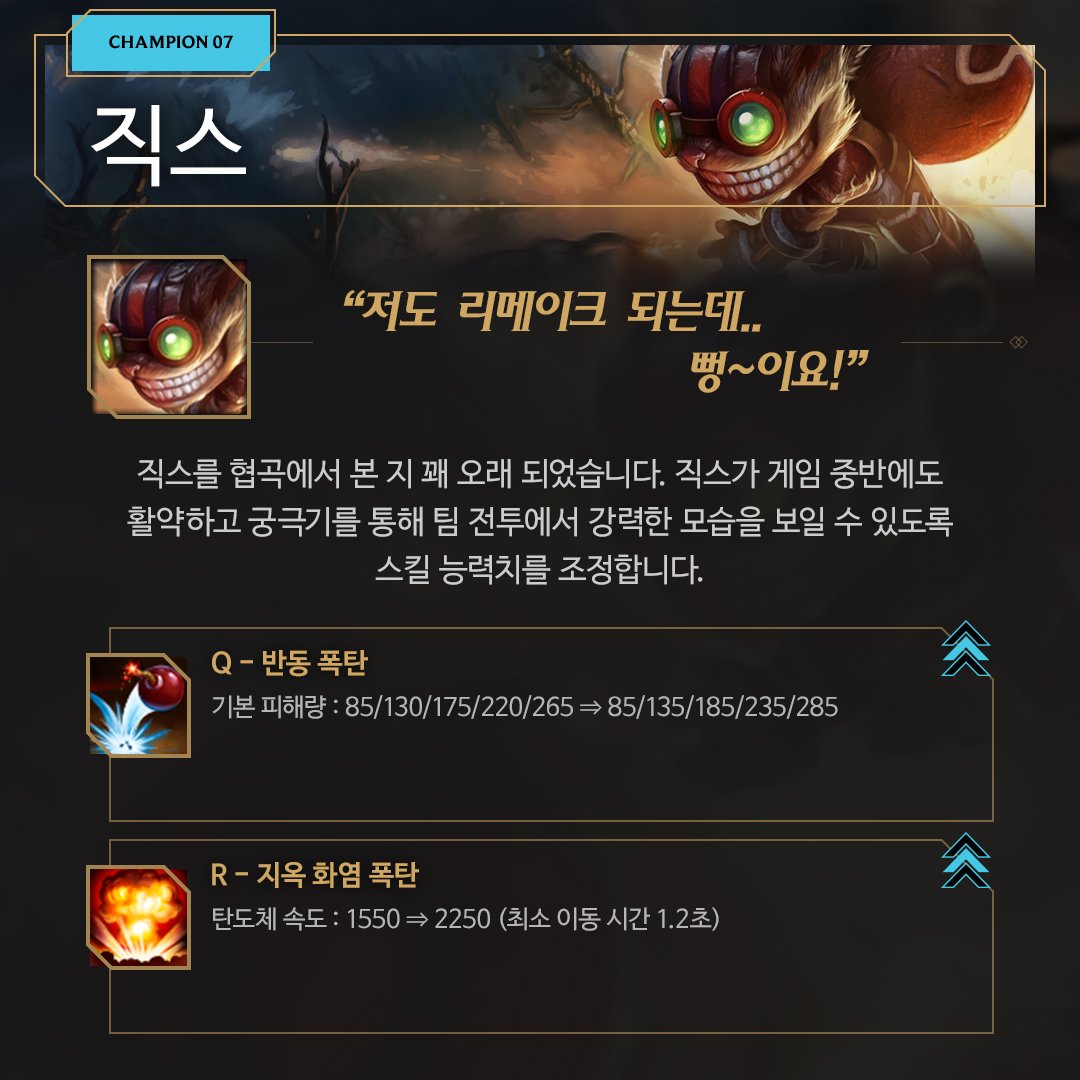 CHAMPION 07
직스
“저도 리메이크 되는데..
뻥~이요!”
직스를 협곡에서 본 지 꽤 오래 되었습니다. 직스가 게임 중반에도
활약하고 궁극기를 통해 팀 전투에서 강력한 모습을 보일 수 있도록
스킬 능력치를 조정합니다.
Q – 반동 폭탄
기본 피해량 : 85/130/175/220/265 ⇒ 85/135/185/235/285
R – 지옥 화염 폭탄
탄도체 속도 : 1550 ⇒ 2250 (최소 이동 시간 1.2초)